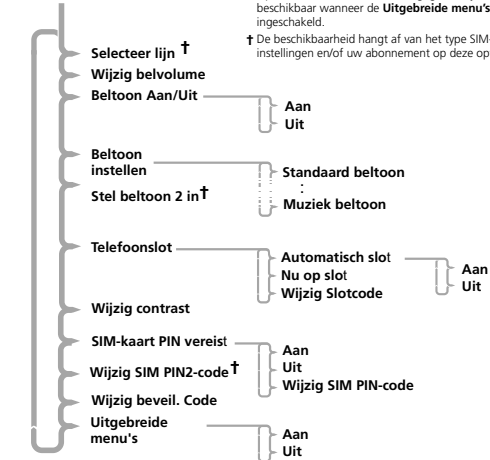 beschikbaar wanneer de Uitgebreide menu's
ingeschakeld.
† De beschikbaarheid hangt af van het type SIM-
instellingen en/of uw abonnement op deze op
Selecteer lijn †
Wijzig belvolume
Beltoon Aan/Uit
Aan
Uit
Beltoon
instellen
Standaard beltoon
:
Muziek beltoon
Stel beltoon 2 in†
Telefoonslot
Automatisch slot
Nu op slot
Wijzig Slotcode
Aan
Uit
Wijzig contrast
SIM-kaart PIN vereist
Aan
Uit
Wijzig SIM PIN-code
Wijzig SIM PIN2-code†
Wijzig beveil. Code
Uitgebreide
menu's
Aan
Uit